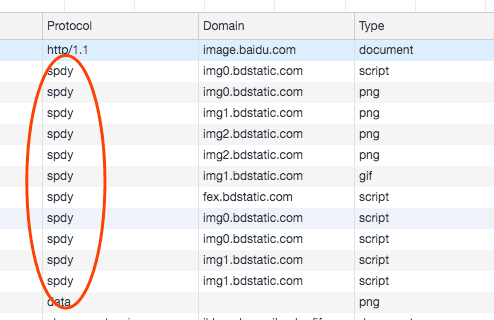 Protocol Domain Type
http/1.1 image.baidu.com document
spdy img0.bdstatic.com script
spdy img0.bdstatic.com png
spdy img1.bdstatic.com png
spdy img2.bdstatic.com png
spdy img2.bdstatic.com png
spdy img1.bdstatic.com gif
spdy fex.bdstatic.com script
spdy img0.bdstatic.com script
spdy img0.bdstatic.com script
spdy img1.bdstatic.com script
spdy img1.bdstatic.com script
data png